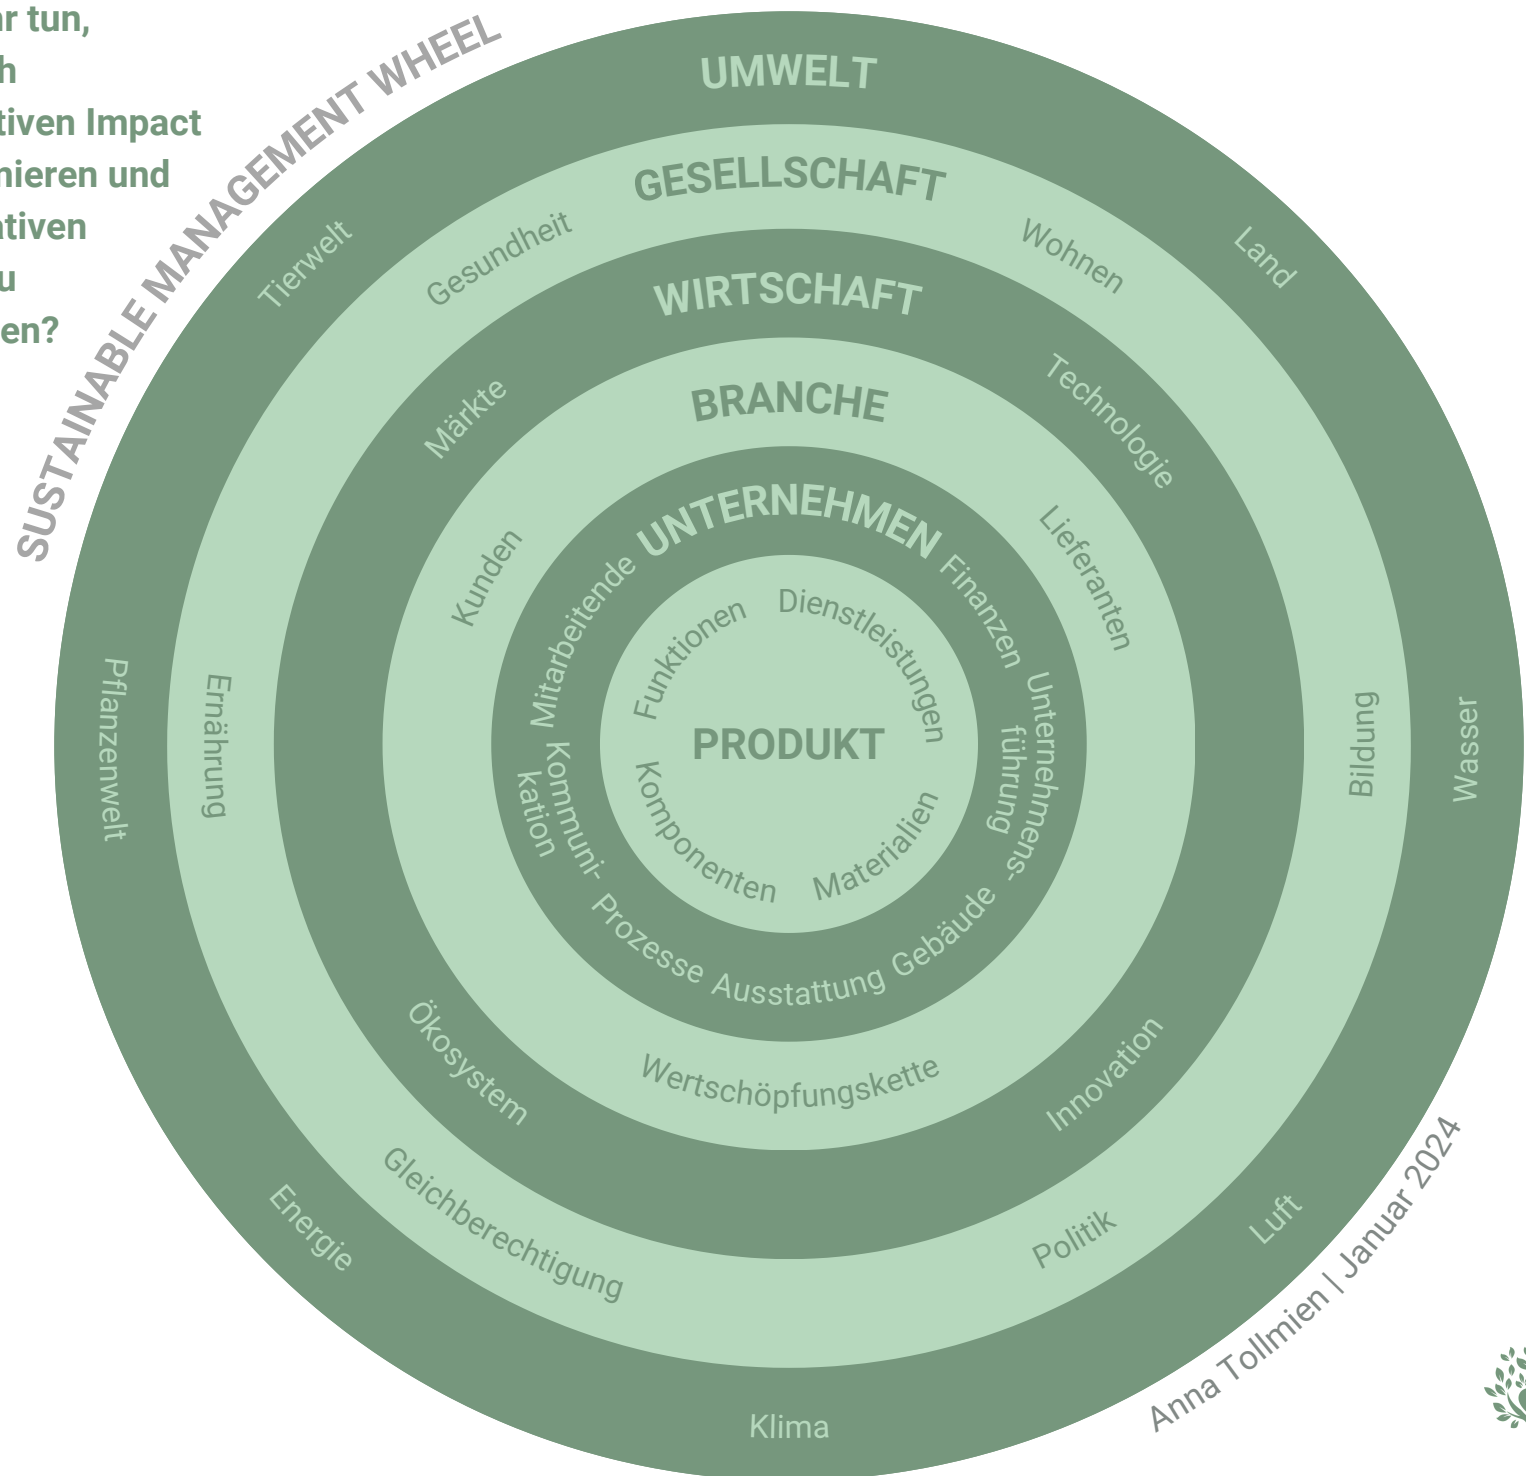 r tun,
h
tiven Impact
nieren und
ativen
u
en?
SUSTAINABLE MANAGEMENT WHEEL
UMWELT
Tierwelt
Land
Pflanzenwelt
Wasser
Energie
Luft
Klima
GESELLSCHAFT
Gesundheit
Wohnen
Ernährung
Bildung
Gleichberechtigung
Politik
WIRTSCHAFT
Märkte
Technologie
Ökosystem
Innovation
BRANCHE
Kunden
Lieferanten
Wertschöpfungskette
UNTERNEHMEN
Mitarbeitende
Finanzen
Kommuni-
kation
Unternehmens-
führung
Prozesse
Ausstattung
Gebäude
Funktionen
Dienstleistungen
PRODUKT
Komponenten
Materialien
Anna Tollmien | Januar 2024